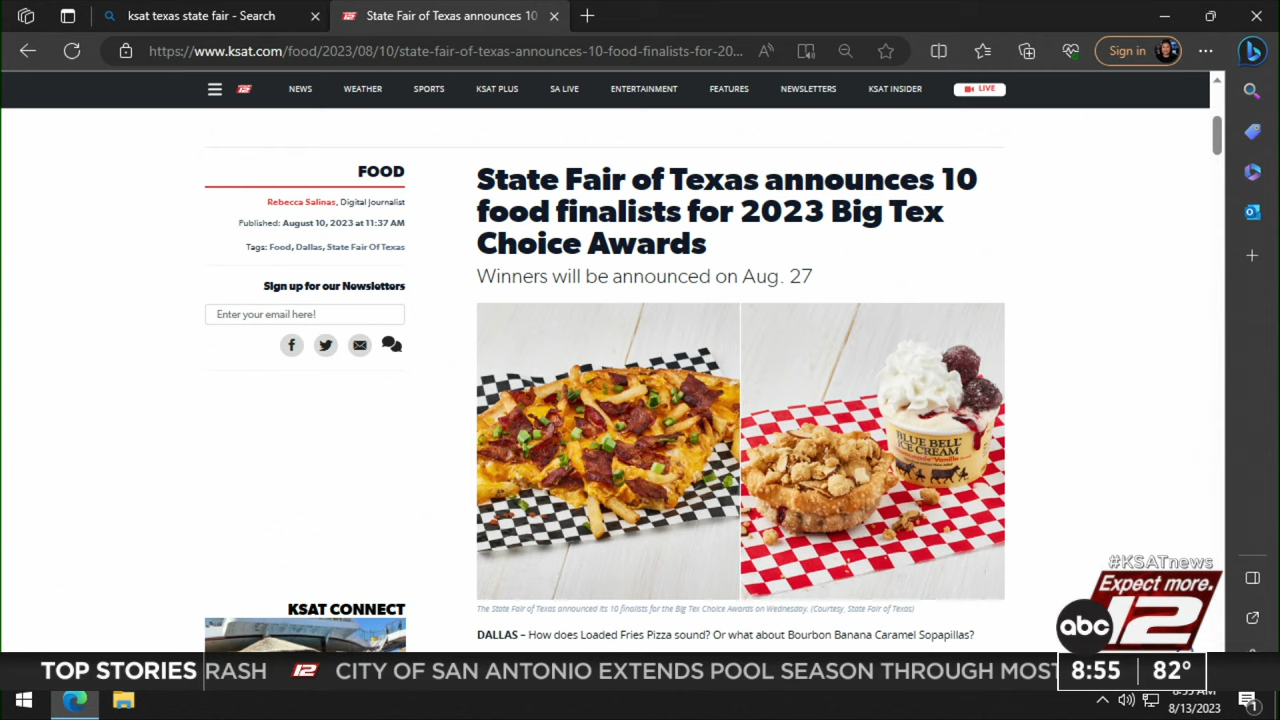 ksat texas state fair - Search
State Fair of Texas announces 10
https://www.ksat.com/food/2023/08/10/state-fair-of-texas-announces-10-food-finalists-for-20...
Sign in
NEWS
WEATHER
SPORTS
KSAT PLUS
SA LIVE
ENTERTAINMENT
FEATURES
NEWSLETTERS
KSAT INSIDER
LIVE
FOOD
Rebecca Salinas, Digital Journalist
Published: August 10, 2023 at 11:37 AM
Tags: Food, Dallas, State Fair Of Texas
Sign up for our Newsletters
Enter your email here!
State Fair of Texas announces 10
food finalists for 2023 Big Tex
Choice Awards
Winners will be announced on Aug. 27
BLUE BELL
ICE CREAM
Homemade Vanilla
The State Fair of Texas announced its 10 finalists for the Big Tex Choice Awards on Wednesday. (Courtesy, State Fair of Texas)
KSAT CONNECT
DALLAS – How does Loaded Fries Pizza sound? Or what about Bourbon Banana Caramel Sopapillas?
#KSATnews
Expect more.
abc
12
TOP STORIES
RASH
12
CITY OF SAN ANTONIO EXTENDS POOL SEASON THROUGH MOST
8:55
82°
8:55 AM
8/13/2023
1